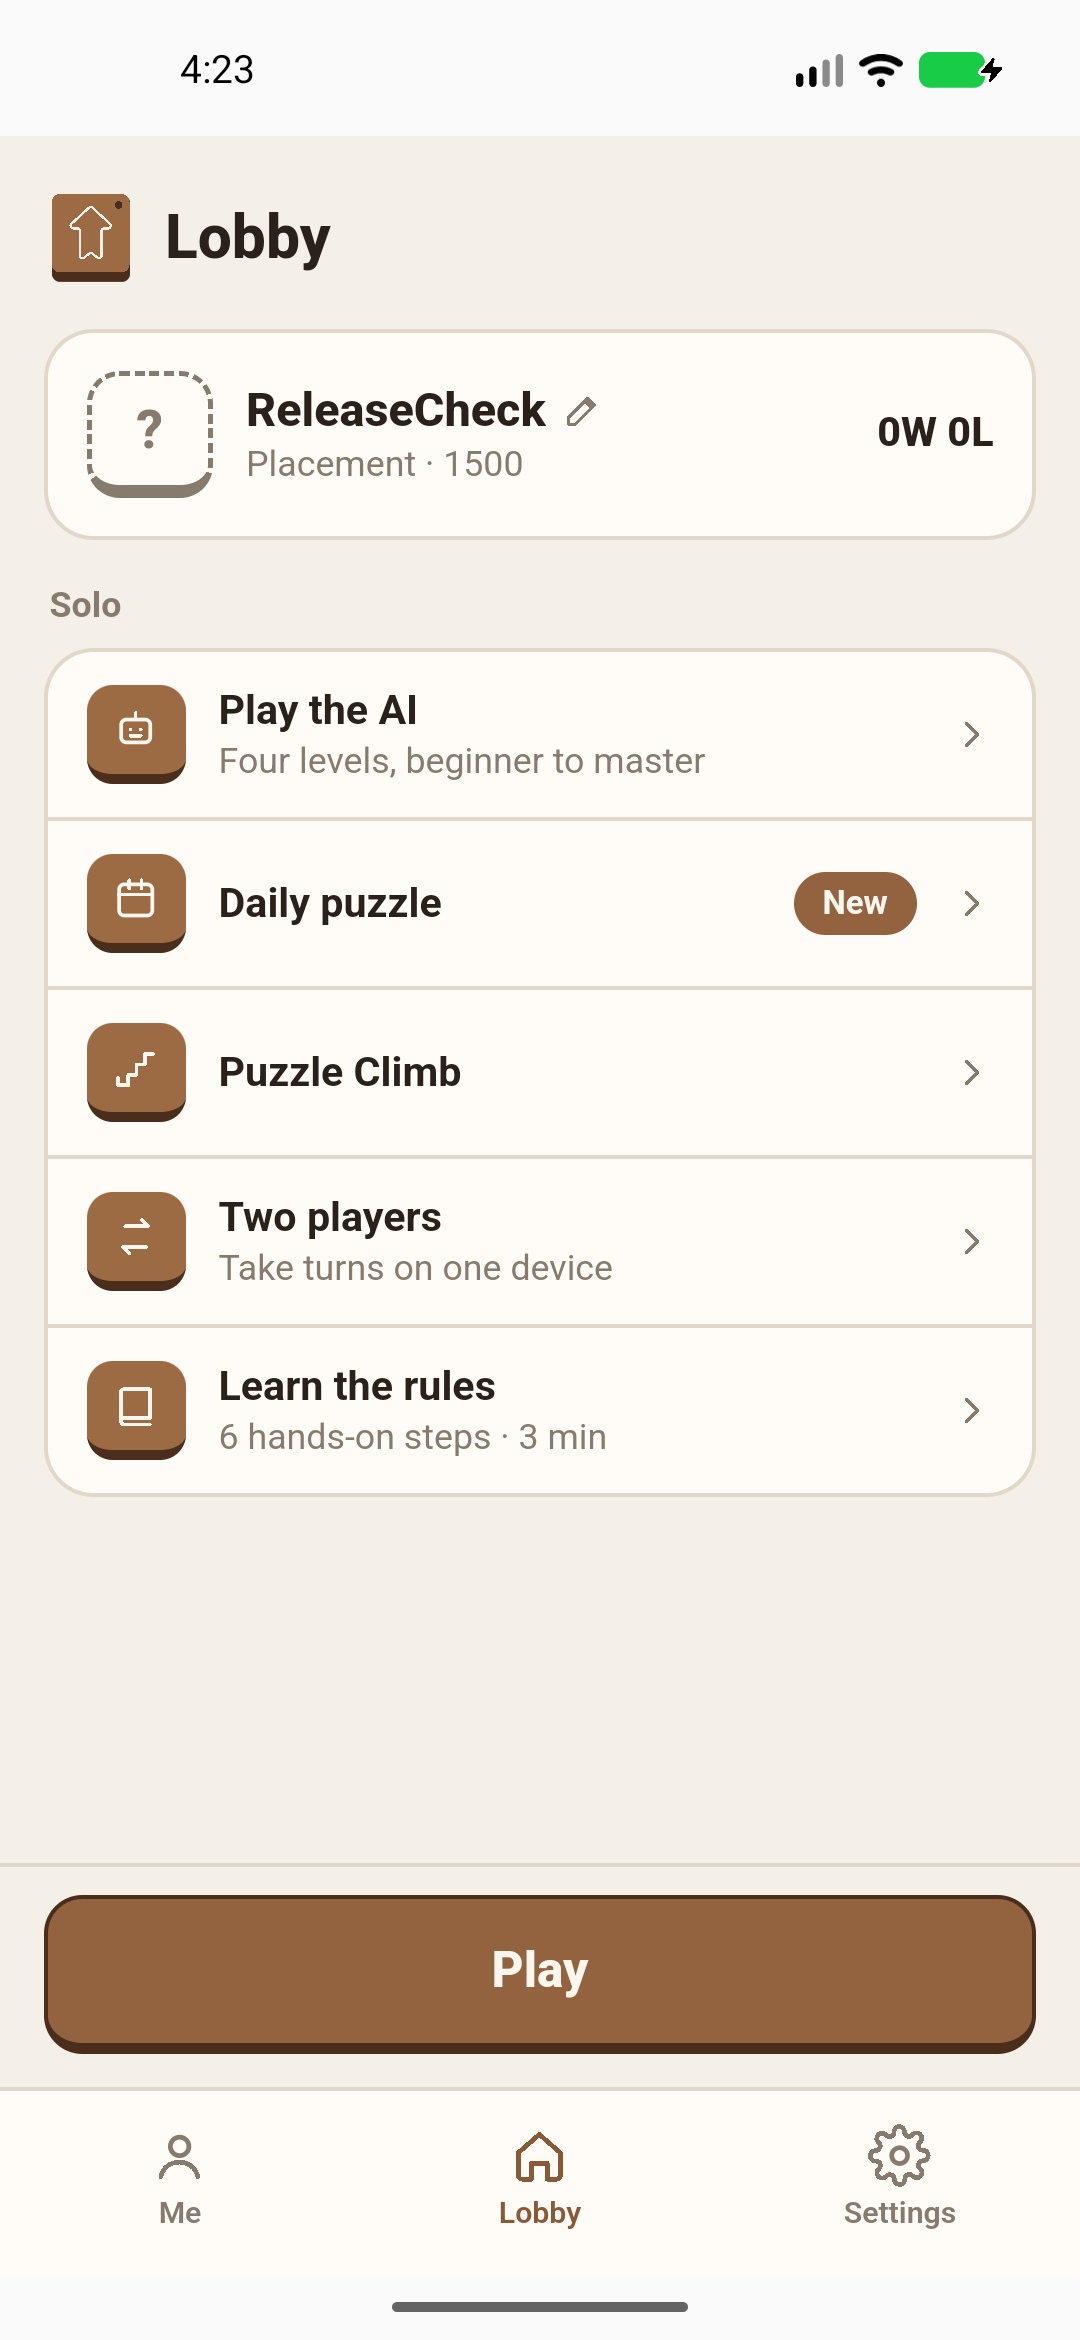 4:23
Lobby
?
ReleaseCheck
Placement · 1500
0W 0L
Solo
Play the AI
Four levels, beginner to master
Daily puzzle
New
Puzzle Climb
Two players
Take turns on one device
Learn the rules
6 hands-on steps · 3 min
Play
Me
Lobby
Settings